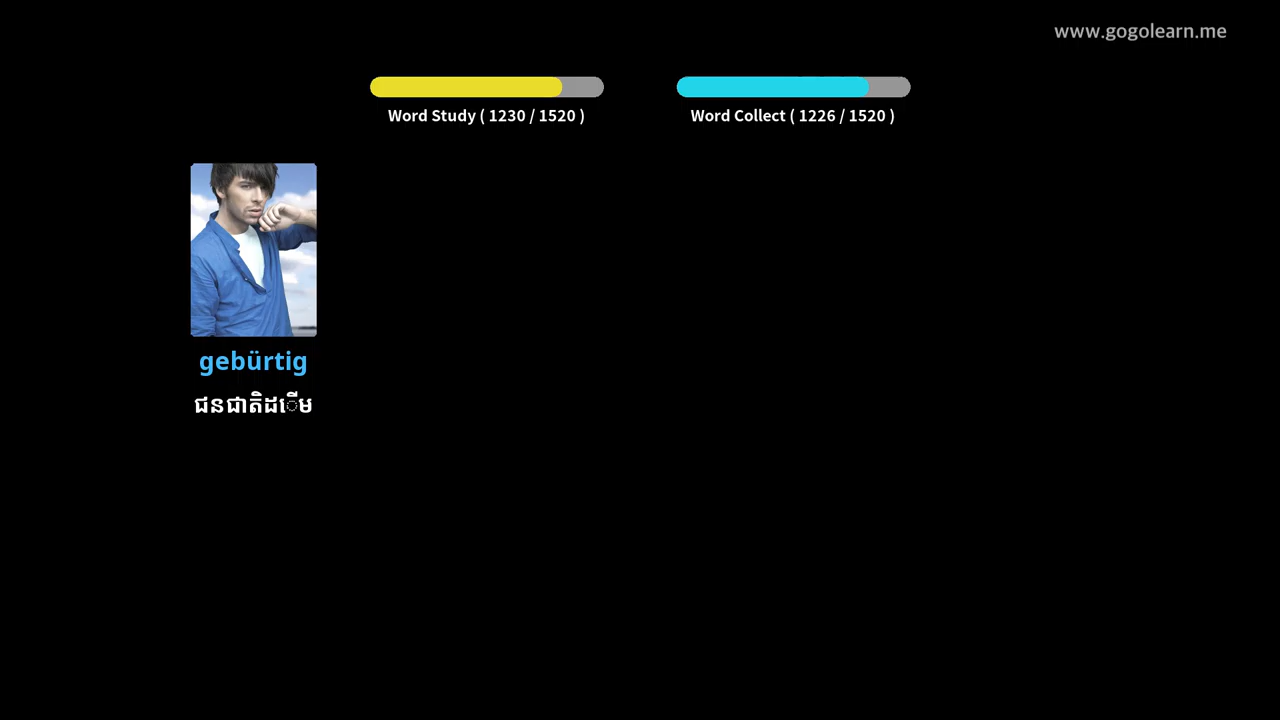 www.gogolearn.me
Word Study ( 1230 / 1520 )
Word Collect ( 1226 / 1520 )
gebürtig
ជនជាតិដើម